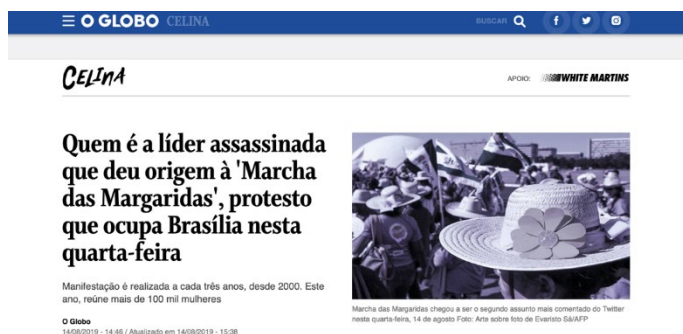 O GLOBO CELINA
BUSCAR
CELINA
APOIO: WHITE MARTINS
Quem é a líder assassinada
que deu origem à 'Marcha
das Margaridas', protesto
que ocupa Brasília nesta
quarta-feira
Manifestação é realizada a cada três anos, desde 2000. Este
ano, reúne mais de 100 mil mulheres
O Globo
14/08/2019 - 14:46 / Atualizado em 14/08/2019 - 15:38
Marcha das Margaridas chegou a ser o segundo assunto mais comentado do Twitter
nesta quarta-feira, 14 de agosto Foto: Arte sobre foto de Evaristo Sá/AFP